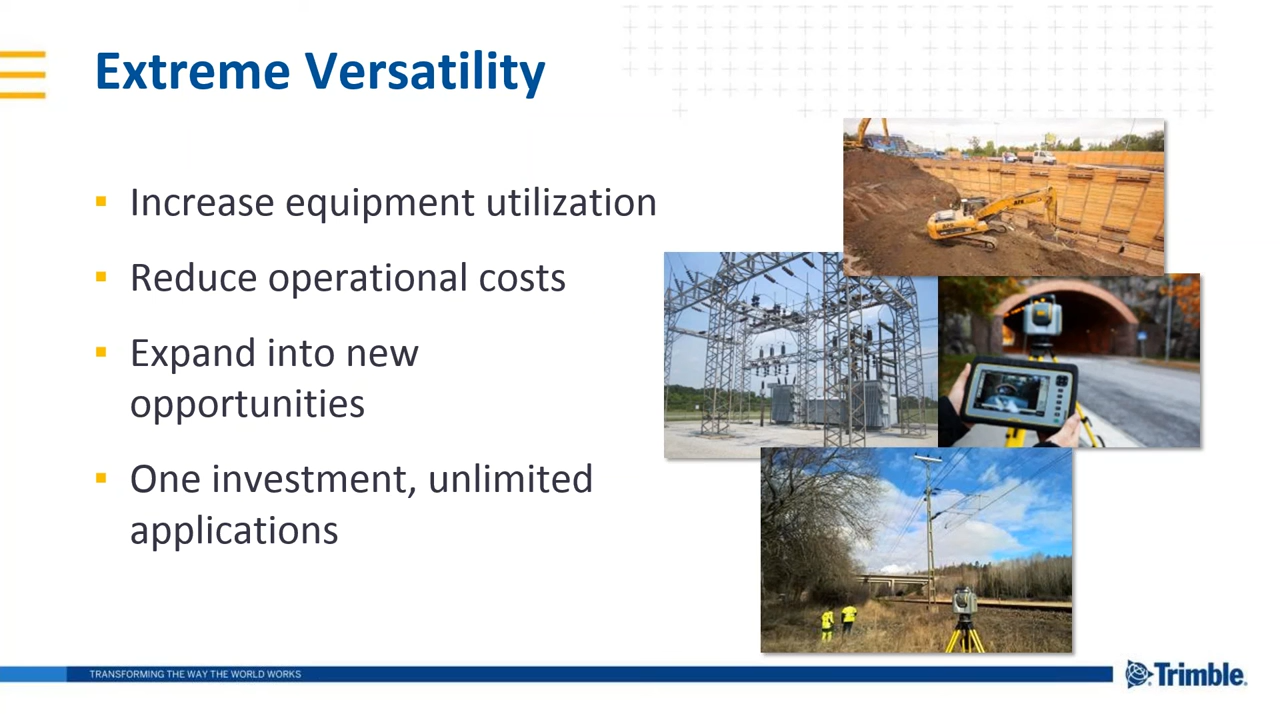 Extreme Versatility
▪ Increase equipment utilization
▪ Reduce operational costs
▪ Expand into new
opportunities
▪ One investment, unlimited
applications
TRANSFORMING THE WAY THE WORLD WORKS
Trimble.